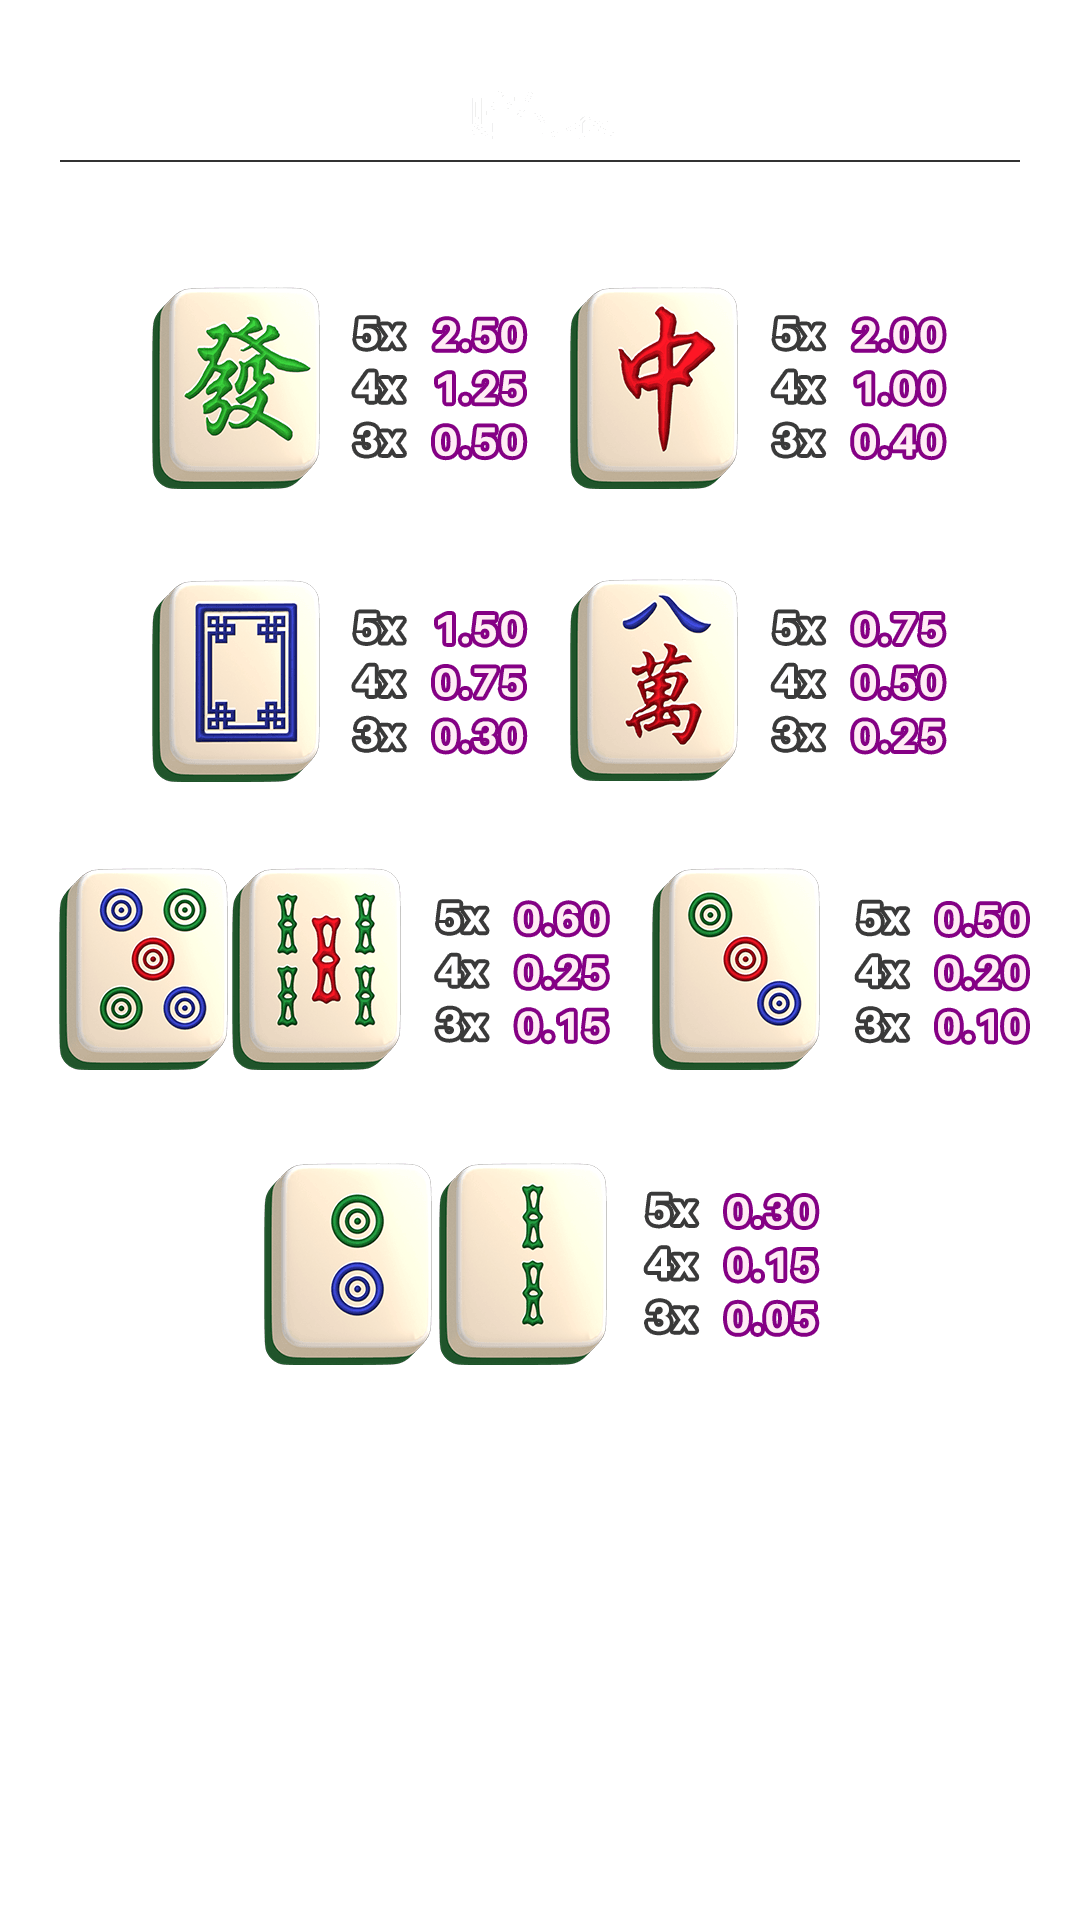 發
5x 2.50
4x 1.25
3x 0.50
中
5x 2.00
4x 1.00
3x 0.40
5x 1.50
4x 0.75
3x 0.30
八
萬
5x 0.75
4x 0.50
3x 0.25
5x 0.60
4x 0.25
3x 0.15
5x 0.50
4x 0.20
3x 0.10
5x 0.30
4x 0.15
3x 0.05